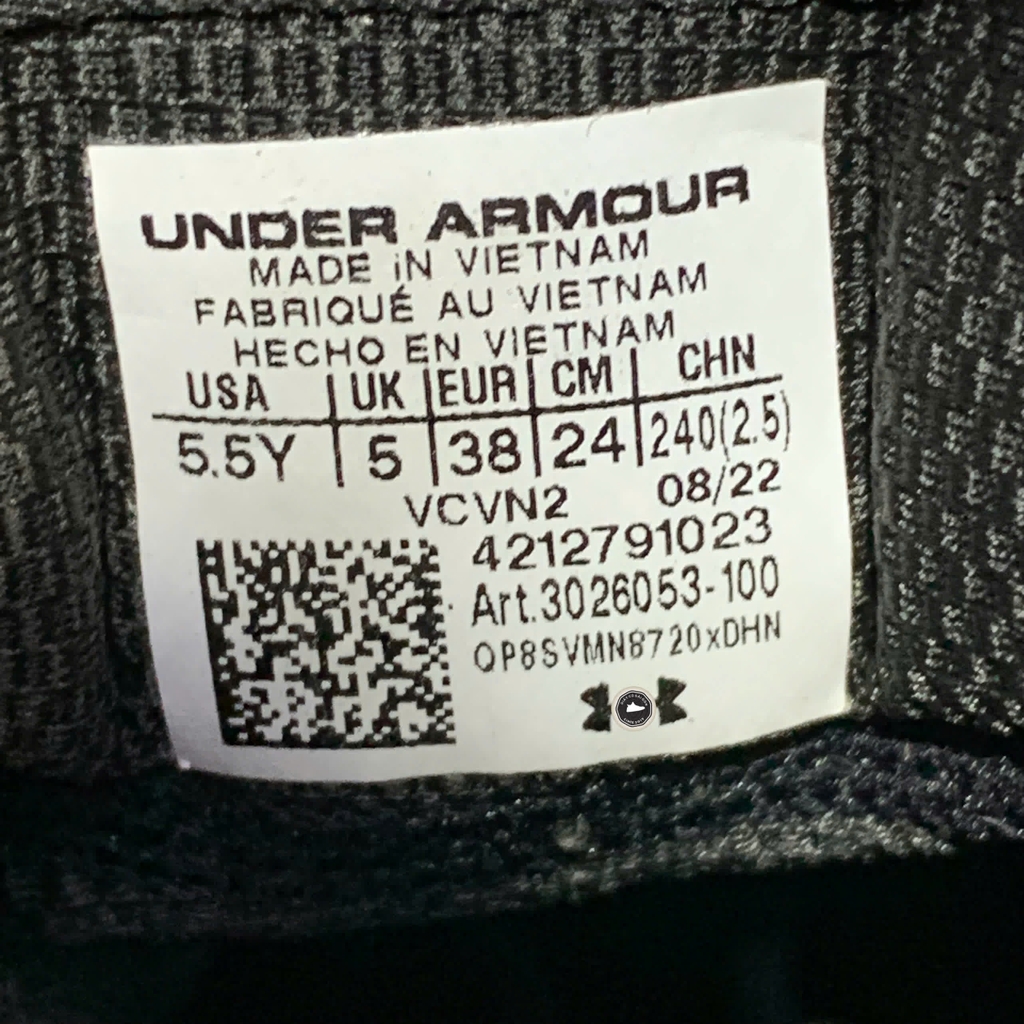 UNDER ARMOUR
MADE iN VIETNAM
FABRIQUÉ AU VIETNAM
HECHO EN VIETNAM
USA | UK | EUR | CM | CHN
5.5Y | 5 | 38 | 24 | 240(2.5)
VCVN2 08/22
4212791023
Art.3026053-100
QP8SVMN8720xDHN